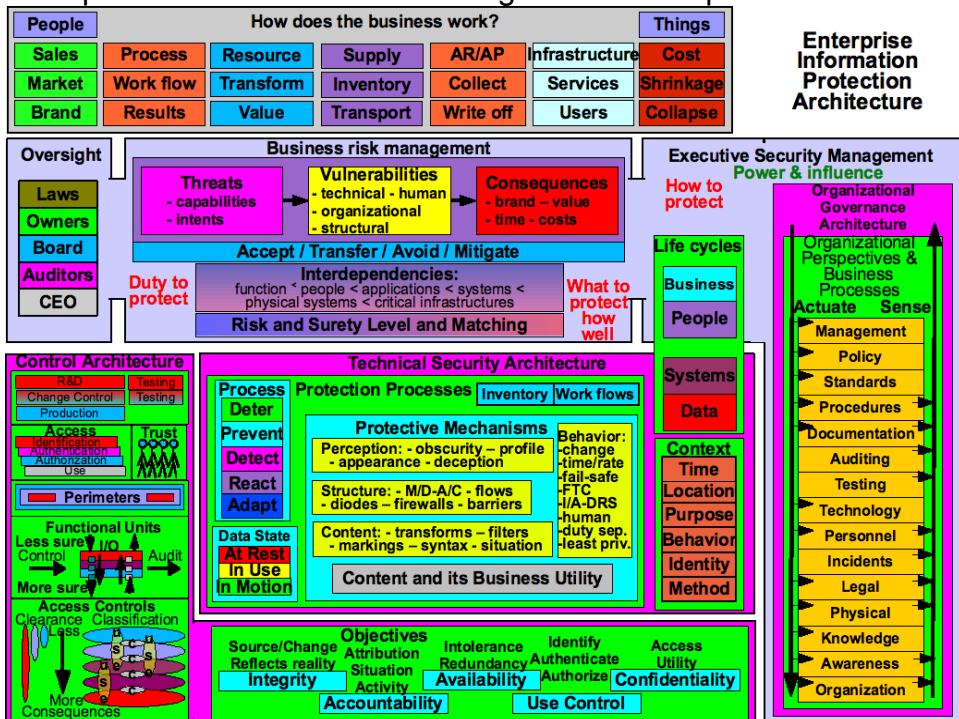 How does the business work?
People
Things
Sales Process Resource Supply AR/AP Infrastructure Cost
Market Work flow Transform Inventory Collect Services Shrinkage
Brand Results Value Transport Write off Users Collapse
Enterprise
Information
Protection
Architecture
Oversight
Laws
Owners
Board
Auditors
CEO
Business risk management
Threats
- capabilities
- intents
Vulnerabilities
- technical - human
- organizational
- structural
Consequences
- brand – value
- time - costs
Accept / Transfer / Avoid / Mitigate
Interdependencies:
function < people < applications < systems <
physical systems < critical infrastructures
Risk and Surety Level and Matching
Duty to
protect
What to
protect
how
well
Executive Security Management
Power & influence
How to
protect
Organizational
Governance
Architecture
Organizational
Perspectives &
Business
Processes
Actuate Sense
Management
Policy
Standards
Procedures
Documentation
Auditing
Testing
Technology
Personnel
Incidents
Legal
Physical
Knowledge
Awareness
Organization
Life cycles
Business
People
Systems
Data
Context
Time
Location
Purpose
Behavior
Identity
Method
Control Architecture
R&D Testing
Change Control Testing
Production
Access
Identification
Authentication
Authorization
Use
Trust
Perimeters
Functional Units
Less sure I/O
Control Audit
More sure
Access Controls
Clearance Classification
Less
use
use
use
More
Consequences
Technical Security Architecture
Process
Deter
Prevent
Detect
React
Adapt
Data State
At Rest
In Use
In Motion
Protection Processes
Inventory Work flows
Protective Mechanisms
Perception: - obscurity – profile
- appearance - deception
Structure: - M/D-A/C - flows
- diodes – firewalls - barriers
Content: - transforms – filters
- markings – syntax - situation
Behavior:
-change
-time/rate
-fail-safe
-FTC
-I/A-DRS
-human
-duty sep.
-least priv.
Content and its Business Utility
Objectives
Source/Change
Reflects reality
Integrity
Attribution
Situation
Activity
Accountability
Intolerance
Redundancy
Availability
Identify
Authenticate
Authorize
Use Control
Access
Utility
Confidentiality